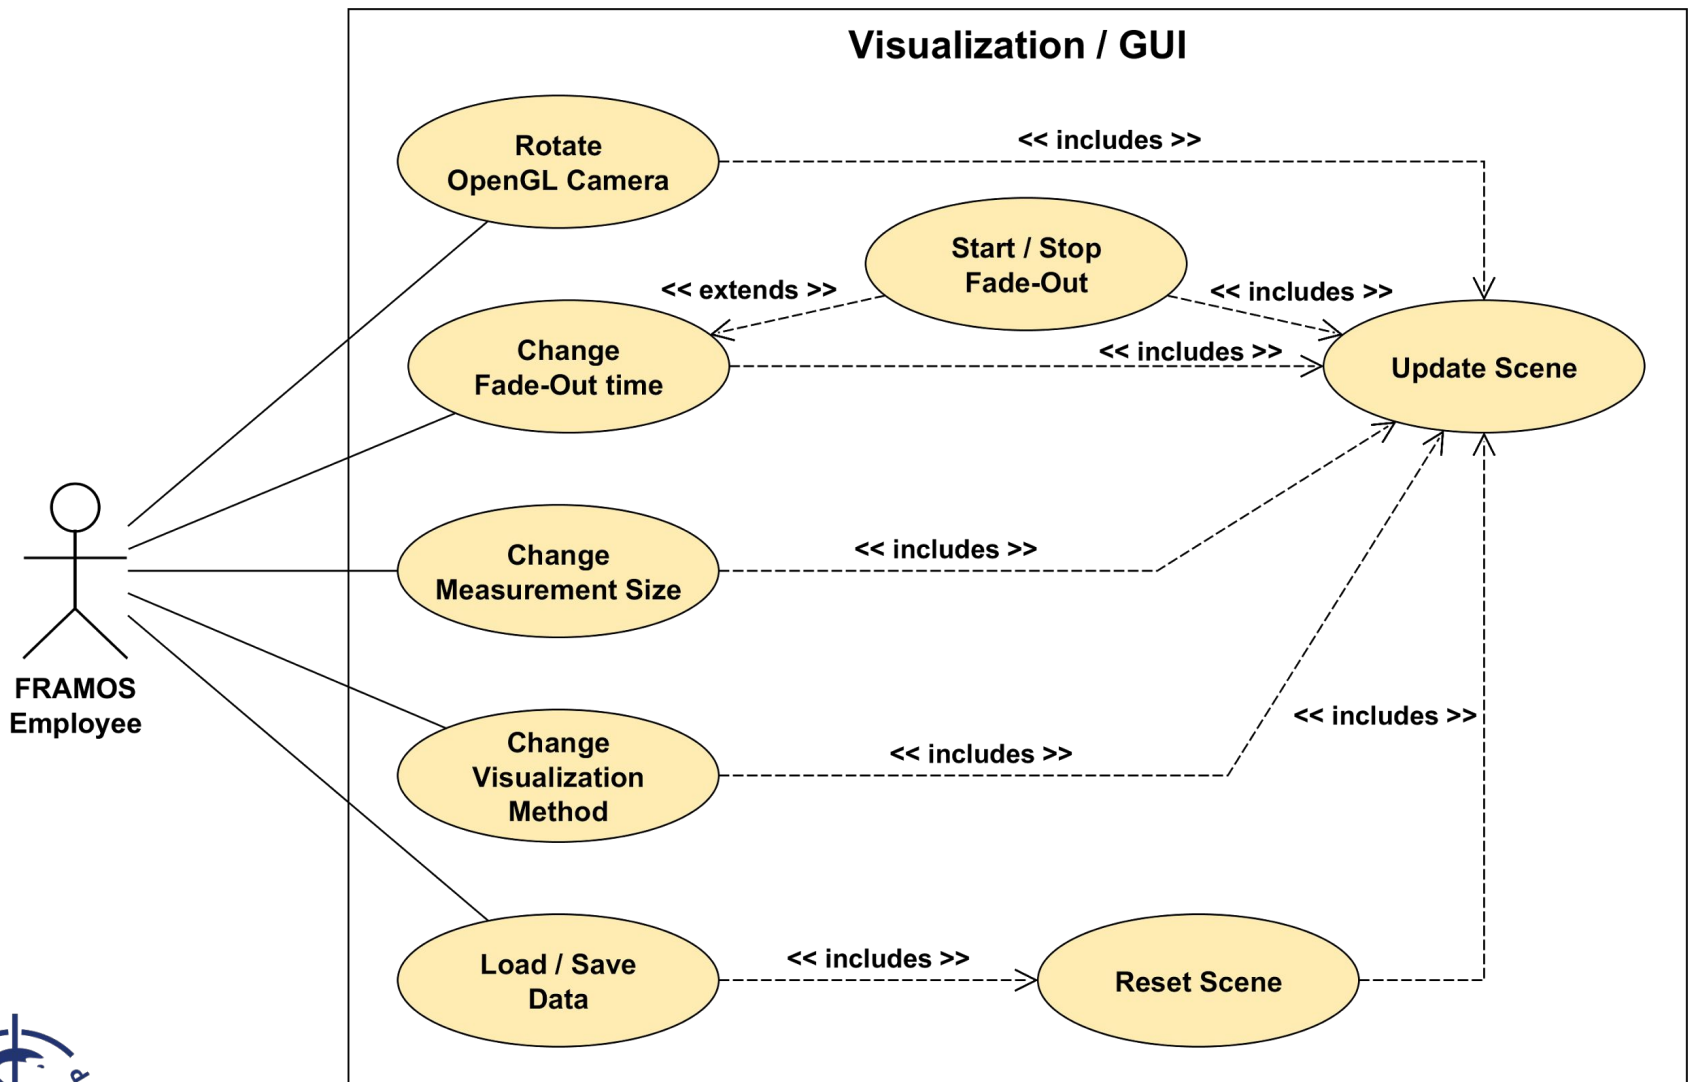 Visualization / GUI
Rotate
OpenGL Camera
<< includes >>
Start / Stop
Fade-Out
<< extends >>
<< includes >>
Change
Fade-Out time
<< includes >>
Update Scene
Change
Measurement Size
<< includes >>
FRAMOS
Employee
Change
Visualization
Method
<< includes >>
<< includes >>
Load / Save
Data
<< includes >>
Reset Scene